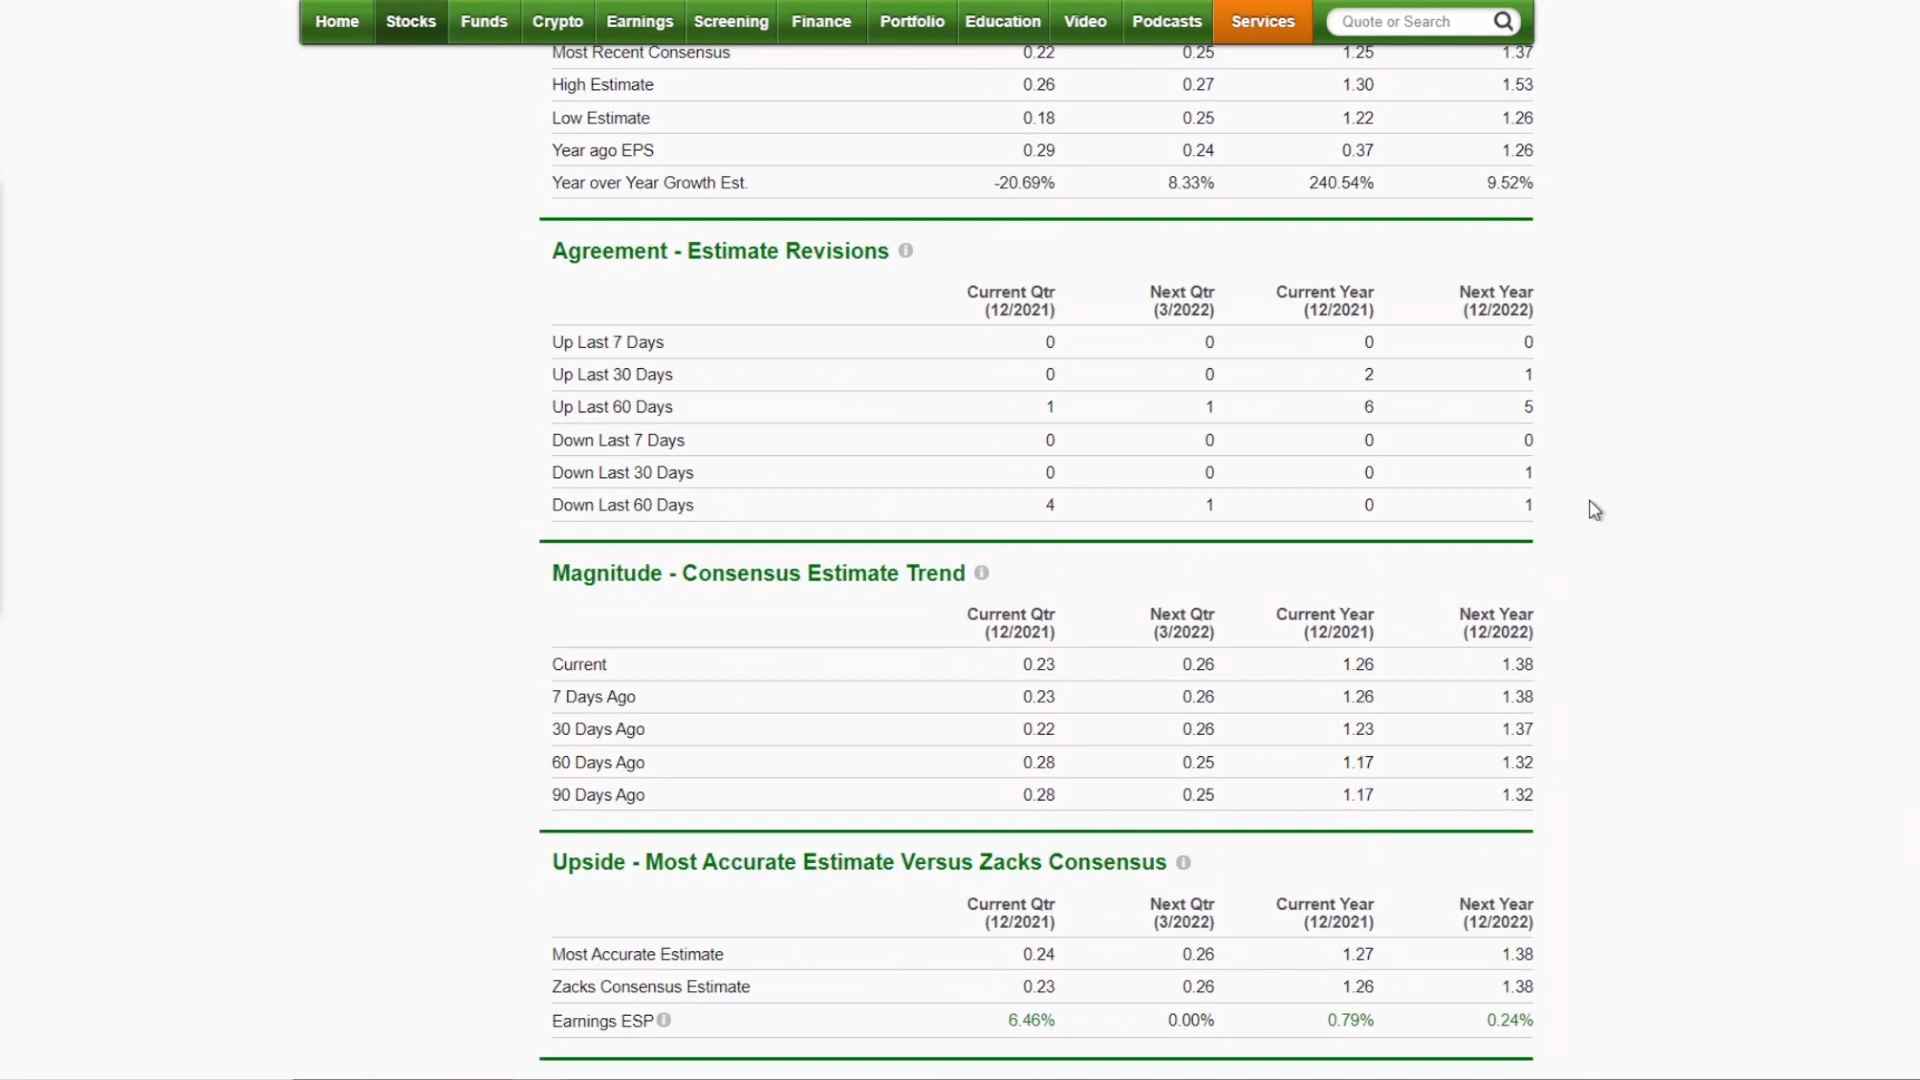 Home Stocks Funds Crypto Earnings Screening Finance Portfolio Education Video Podcasts Services Quote or Search
Most Recent Consensus 0.22 0.25 1.25 1.37
High Estimate 0.26 0.27 1.30 1.53
Low Estimate 0.18 0.25 1.22 1.26
Year ago EPS 0.29 0.24 0.37 1.26
Year over Year Growth Est. -20.69% 8.33% 240.54% 9.52%
Agreement - Estimate Revisions
Current Qtr Next Qtr Current Year Next Year
(12/2021) (3/2022) (12/2021) (12/2022)
Up Last 7 Days 0 0 0 0
Up Last 30 Days 0 0 2 1
Up Last 60 Days 1 1 6 5
Down Last 7 Days 0 0 0 0
Down Last 30 Days 0 0 0 1
Down Last 60 Days 4 1 0 1
Magnitude - Consensus Estimate Trend
Current Qtr Next Qtr Current Year Next Year
(12/2021) (3/2022) (12/2021) (12/2022)
Current 0.23 0.26 1.26 1.38
7 Days Ago 0.23 0.26 1.26 1.38
30 Days Ago 0.22 0.26 1.23 1.37
60 Days Ago 0.28 0.25 1.17 1.32
90 Days Ago 0.28 0.25 1.17 1.32
Upside - Most Accurate Estimate Versus Zacks Consensus
Current Qtr Next Qtr Current Year Next Year
(12/2021) (3/2022) (12/2021) (12/2022)
Most Accurate Estimate 0.24 0.26 1.27 1.38
Zacks Consensus Estimate 0.23 0.26 1.26 1.38
Earnings ESP 6.46% 0.00% 0.79% 0.24%